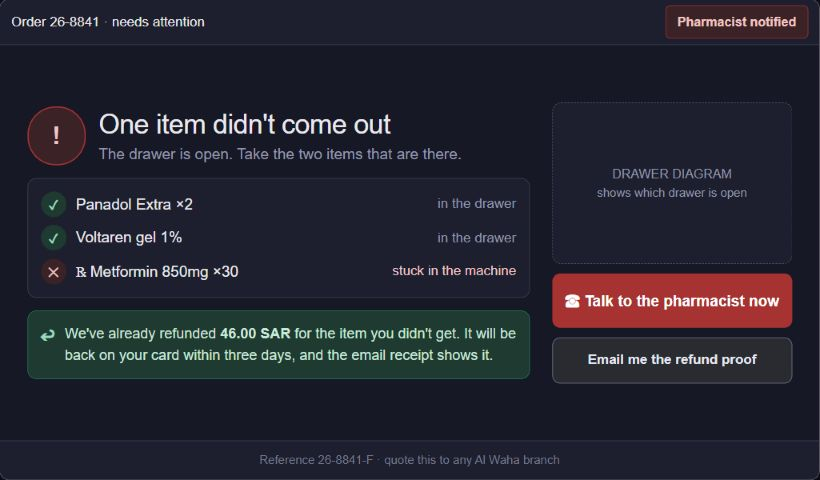 Order 26-8841 · needs attention
Pharmacist notified
!
One item didn't come out
The drawer is open. Take the two items that are there.
✓ Panadol Extra ×2 in the drawer
✓ Voltaren gel 1% in the drawer
✕ ℞ Metformin 850mg ×30 stuck in the machine
↩ We've already refunded 46.00 SAR for the item you didn't get. It will be
back on your card within three days, and the email receipt shows it.
DRAWER DIAGRAM
shows which drawer is open
☎ Talk to the pharmacist now
Email me the refund proof
Reference 26-8841-F · quote this to any Al Waha branch